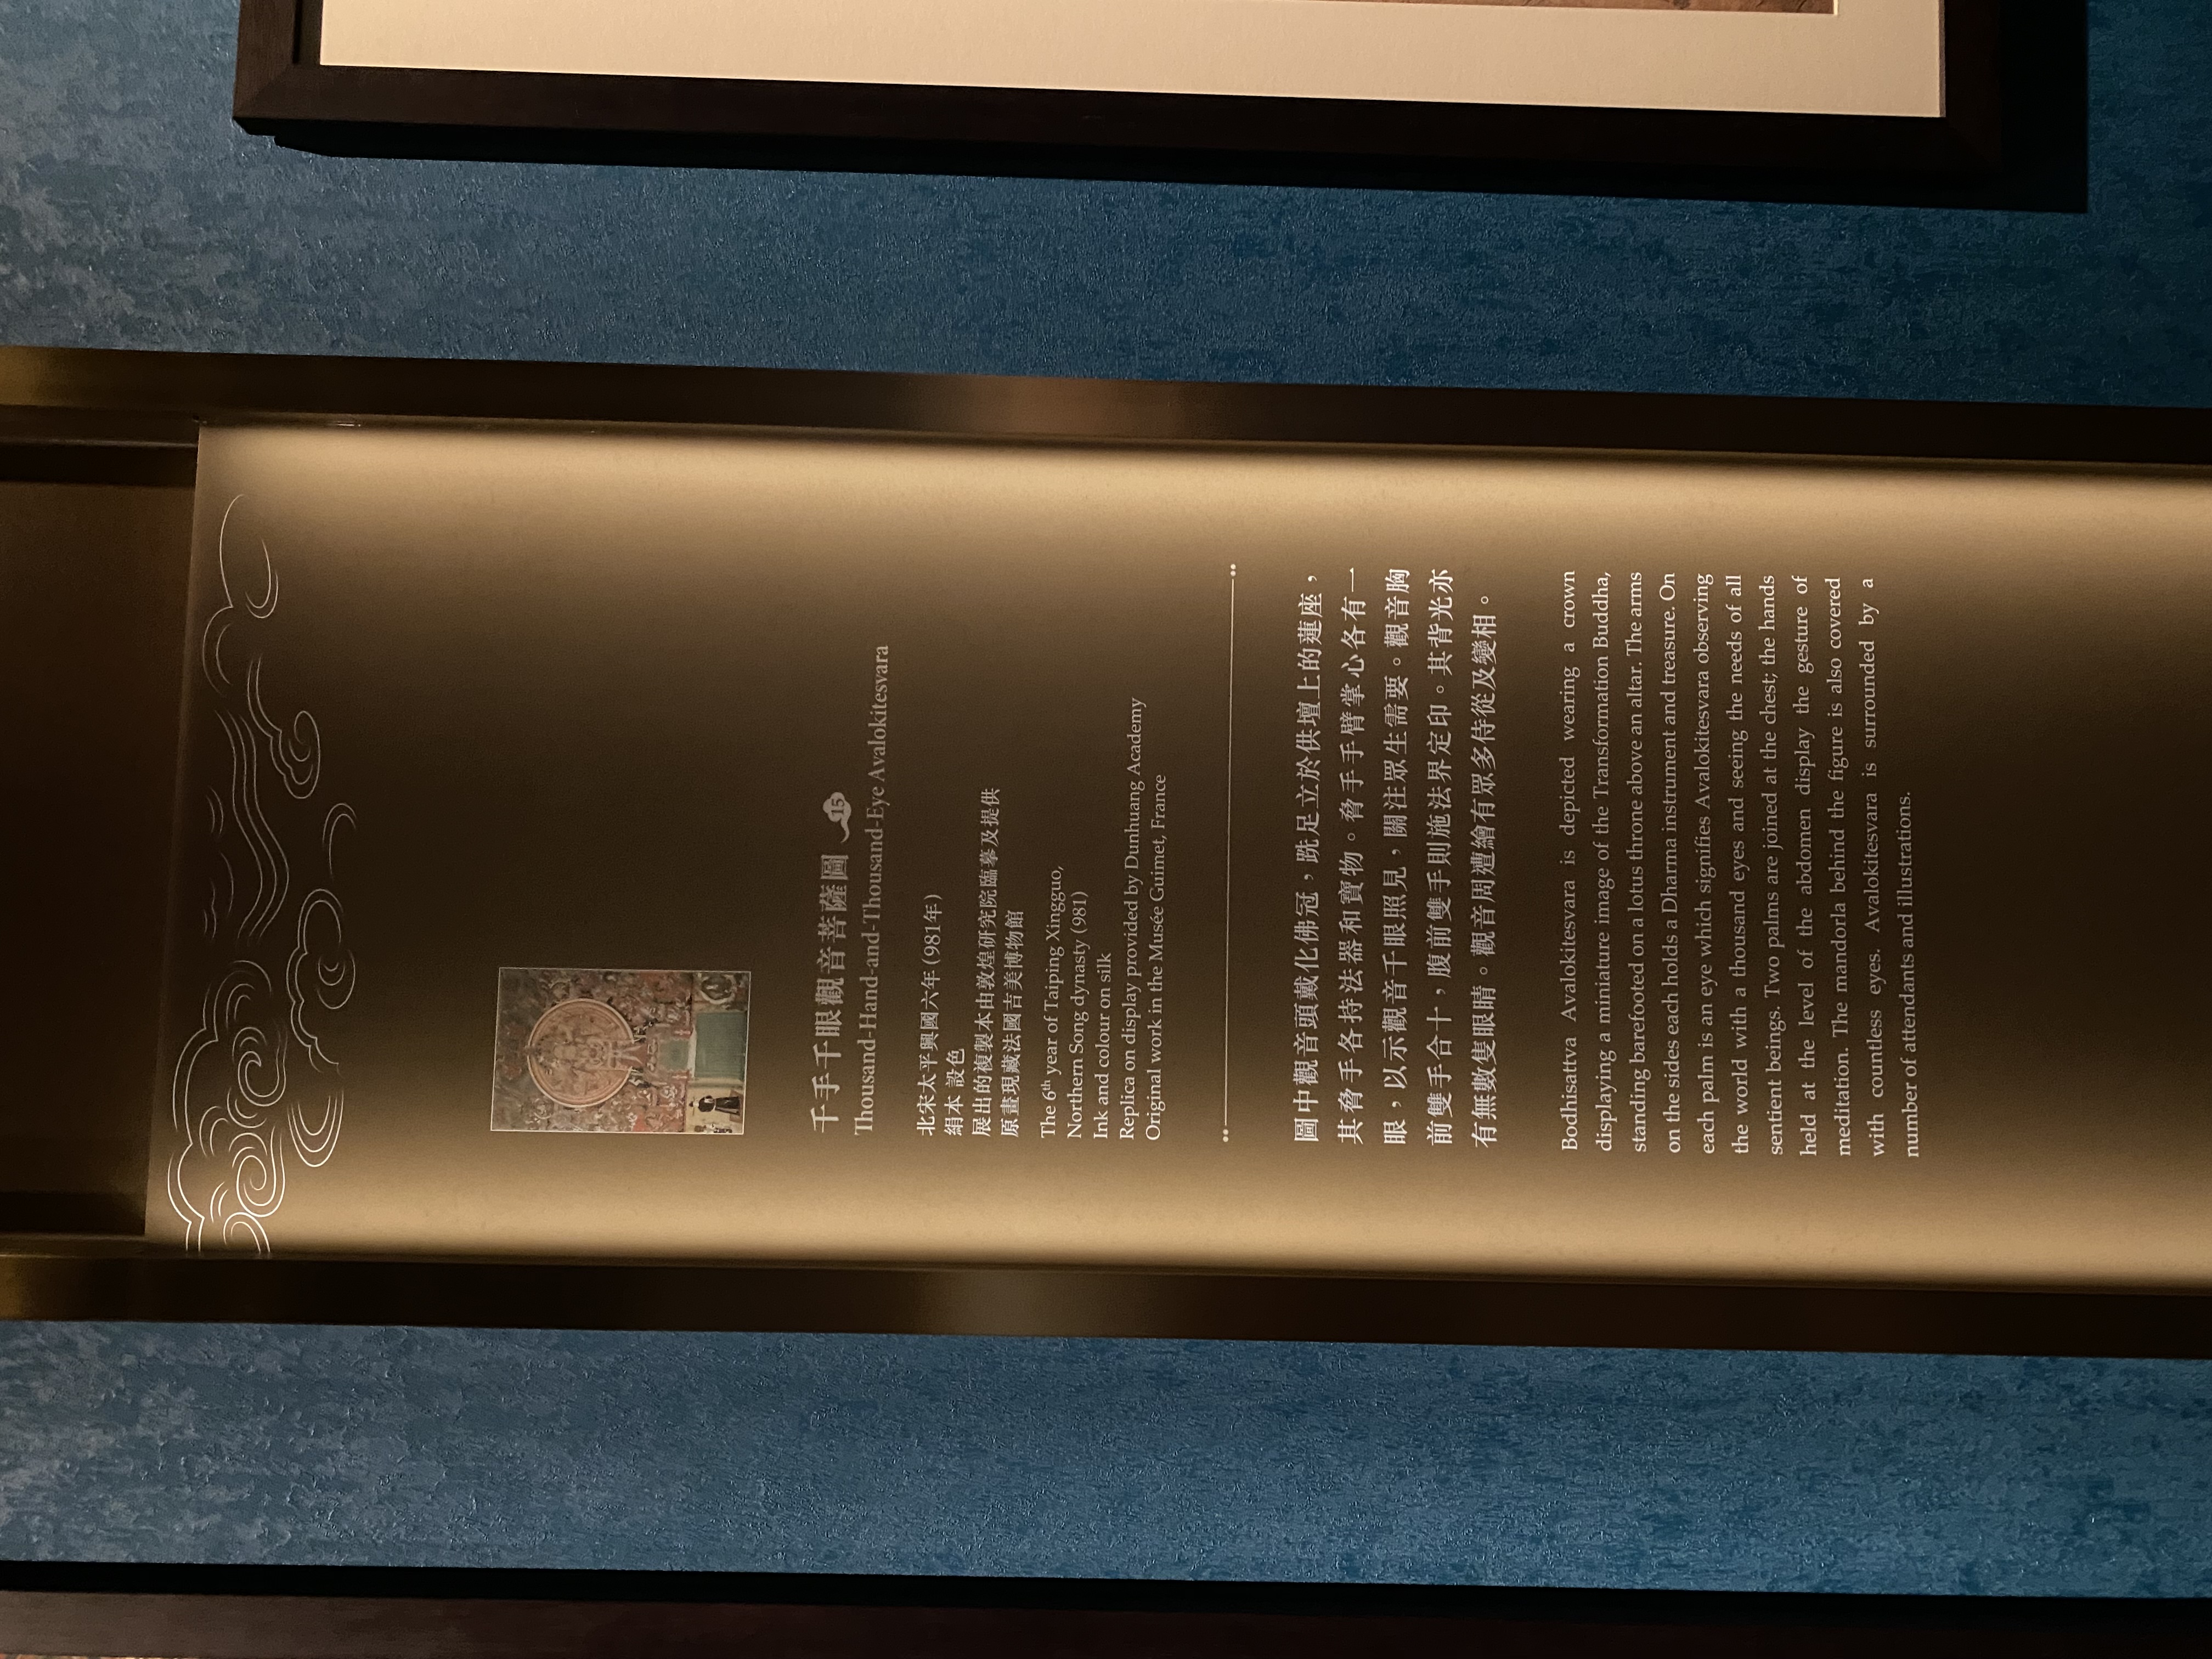 千手千眼觀音菩薩圖 15
Thousand-Hand-and-Thousand-Eye Avalokitesvara
北宋太平興國六年(981年)
絹本 設色
展出的複製本由敦煌研究院臨摹及提供
原畫現藏法國吉美博物館
The 6th year of Taiping Xingguo,
Northern Song dynasty (981)
Ink and colour on silk
Replica on display provided by Dunhuang Academy
Original work in the Musée Guimet, France
圖中觀音頭戴化佛冠，跣足立於供壇上的蓮座，
其脅手各持法器和寶物。脅手手臂掌心各有一
眼，以示觀音千眼照見，關注眾生需要。觀音胸
前雙手合十，腹前雙手則施法界定印。其背光亦
有無數隻眼睛。觀音周遭繪有眾多侍從及變相。
Bodhisattva Avalokitesvara is depicted wearing a crown
displaying a miniature image of the Transformation Buddha,
standing barefooted on a lotus throne above an altar. The arms
on the sides each holds a Dharma instrument and treasure. On
each palm is an eye which signifies Avalokitesvara observing
the world with a thousand eyes and seeing the needs of all
sentient beings. Two palms are joined at the chest; the hands
held at the level of the abdomen display the gesture of
meditation. The mandorla behind the figure is also covered
with countless eyes. Avalokitesvara is surrounded by a
number of attendants and illustrations.